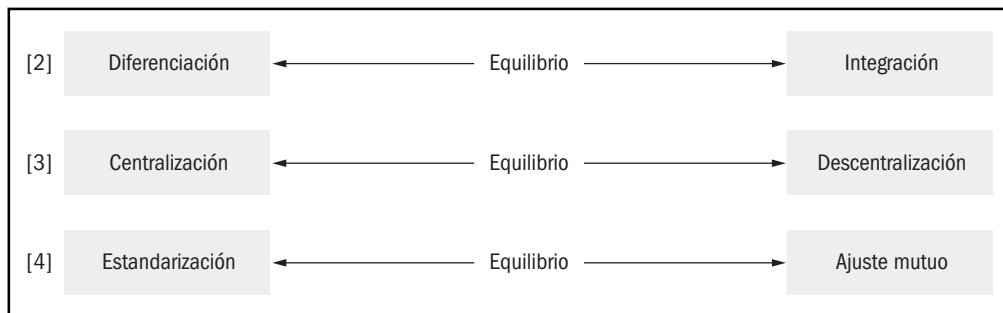 [2] Diferenciación Equilibrio Integración
[3] Centralización Equilibrio Descentralización
[4] Estandarización Equilibrio Ajuste mutuo